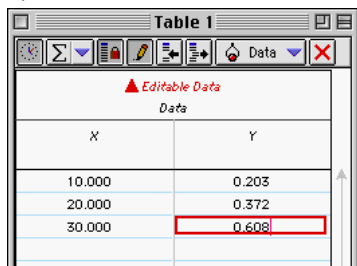 Table 1
Σ Data
Editable Data
Data
X Y
10.000 0.203
20.000 0.372
30.000 0.608